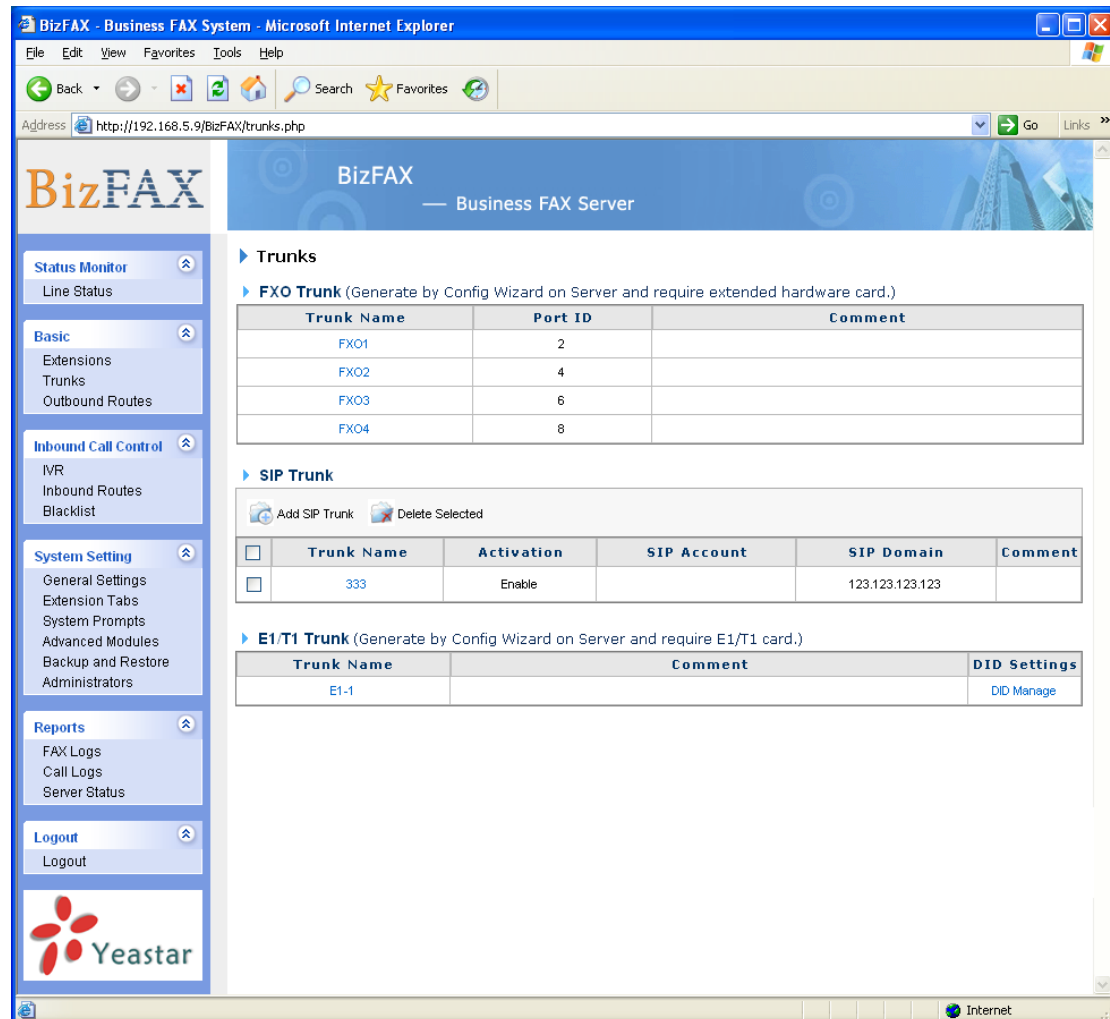 BizFAX - Business FAX System - Microsoft Internet Explorer
File Edit View Favorites Tools Help
Back Search Favorites
Address http://192.168.5.9/BizFAX/trunks.php Go Links »
BizFAX
BizFAX
— Business FAX Server
Status Monitor
Line Status
Basic
Extensions
Trunks
Outbound Routes
Inbound Call Control
IVR
Inbound Routes
Blacklist
System Setting
General Settings
Extension Tabs
System Prompts
Advanced Modules
Backup and Restore
Administrators
Reports
FAX Logs
Call Logs
Server Status
Logout
Logout
Yeastar
Trunks
FXO Trunk (Generate by Config Wizard on Server and require extended hardware card.)
Trunk Name Port ID Comment
FXO1 2
FXO2 4
FXO3 6
FXO4 8
SIP Trunk
Add SIP Trunk Delete Selected
Trunk Name Activation SIP Account SIP Domain Comment
333 Enable 123.123.123.123
E1/T1 Trunk (Generate by Config Wizard on Server and require E1/T1 card.)
Trunk Name Comment DID Settings
E1-1 DID Manage
Internet